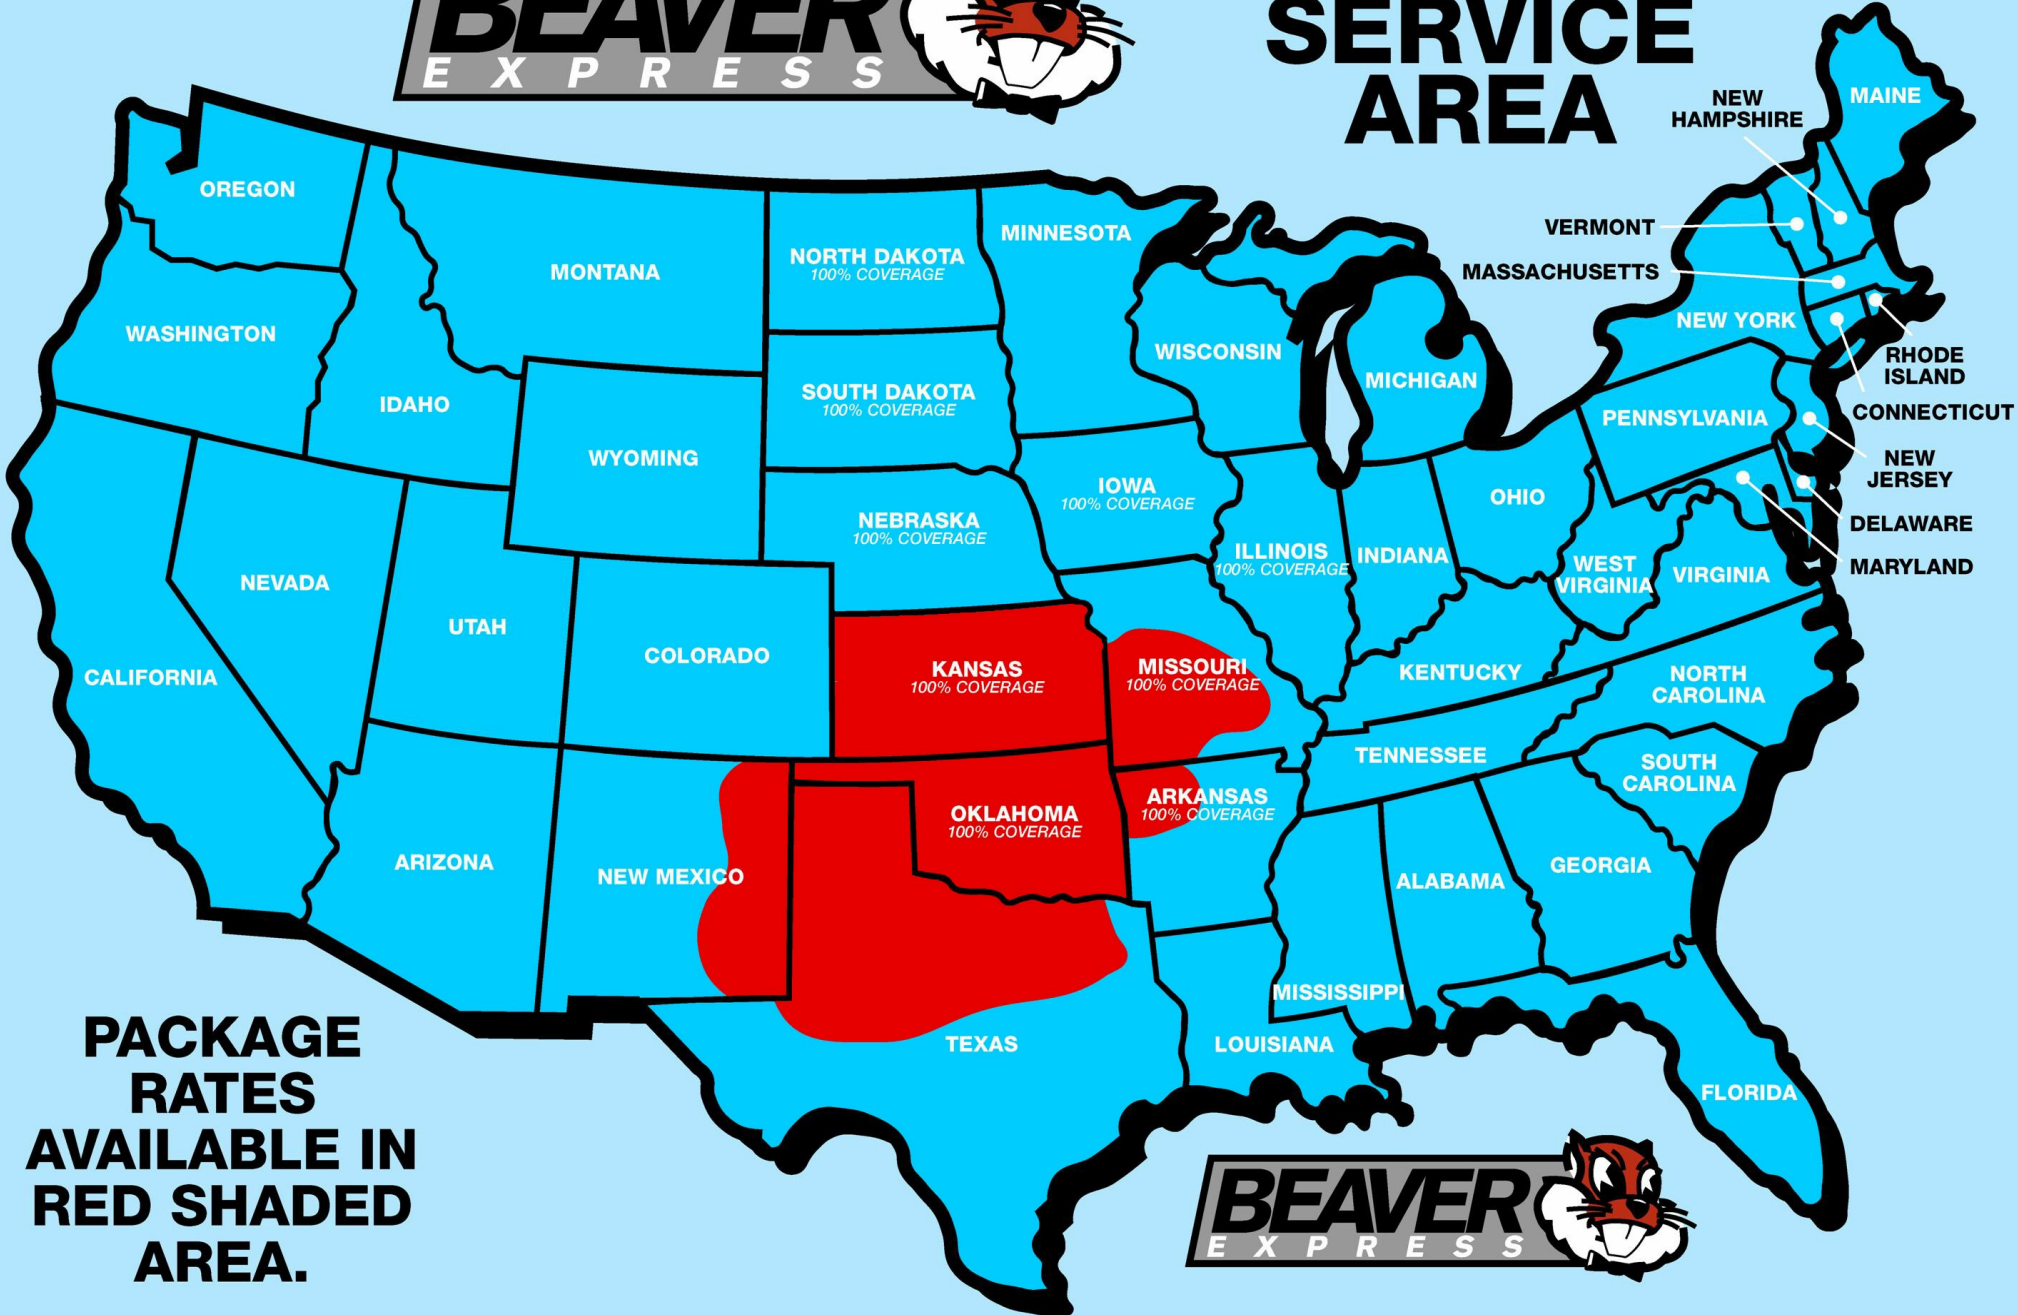 BEAVER
EXPRESS
SERVICE
AREA
MAINE
NEW
HAMPSHIRE
OREGON
VERMONT
MINNESOTA
NORTH DAKOTA
100% COVERAGE
MONTANA
MASSACHUSETTS
NEW YORK
WASHINGTON
WISCONSIN
RHODE
ISLAND
MICHIGAN
SOUTH DAKOTA
100% COVERAGE
IDAHO
CONNECTICUT
PENNSYLVANIA
WYOMING
NEW
JERSEY
IOWA
100% COVERAGE
OHIO
NEBRASKA
100% COVERAGE
DELAWARE
ILLINOIS
100% COVERAGE
INDIANA
WEST
VIRGINIA
VIRGINIA
MARYLAND
NEVADA
UTAH
COLORADO
KANSAS
100% COVERAGE
MISSOURI
100% COVERAGE
KENTUCKY
NORTH
CAROLINA
CALIFORNIA
TENNESSEE
SOUTH
CAROLINA
ARKANSAS
100% COVERAGE
OKLAHOMA
100% COVERAGE
ARIZONA
NEW MEXICO
ALABAMA
GEORGIA
MISSISSIPPI
TEXAS
LOUISIANA
FLORIDA
PACKAGE
RATES
AVAILABLE IN
RED SHADED
AREA.
BEAVER
EXPRESS